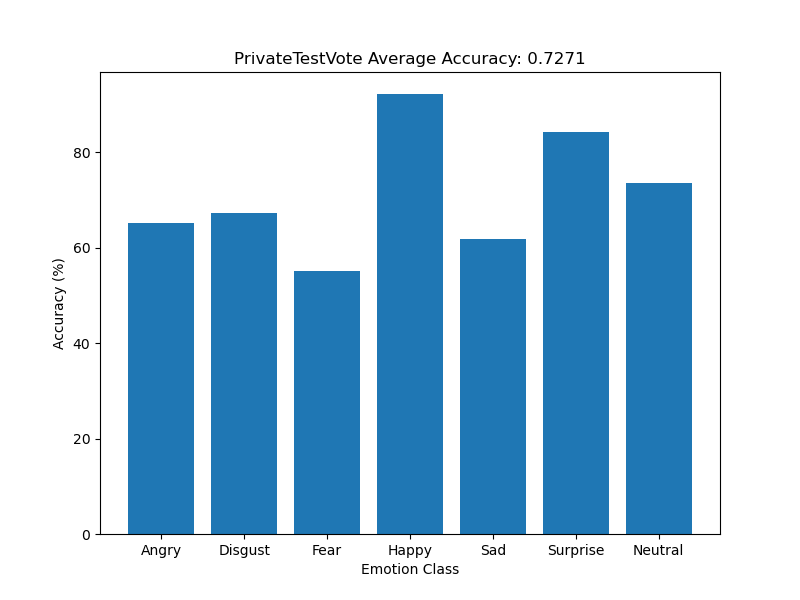 PrivateTestVote Average Accuracy: 0.7271
Accuracy (%)
80
60
40
20
0
Angry Disgust Fear Happy Sad Surprise Neutral
Emotion Class